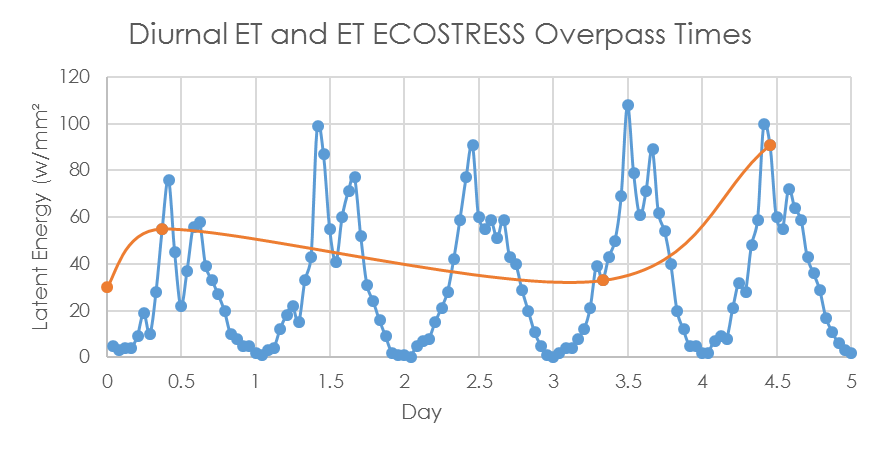 Diurnal ET and ET ECOSTRESS Overpass Times
Latent Energy (w/mm²
120
100
80
60
40
20
0
0 0.5 1 1.5 2 2.5 3 3.5 4 4.5 5
Day